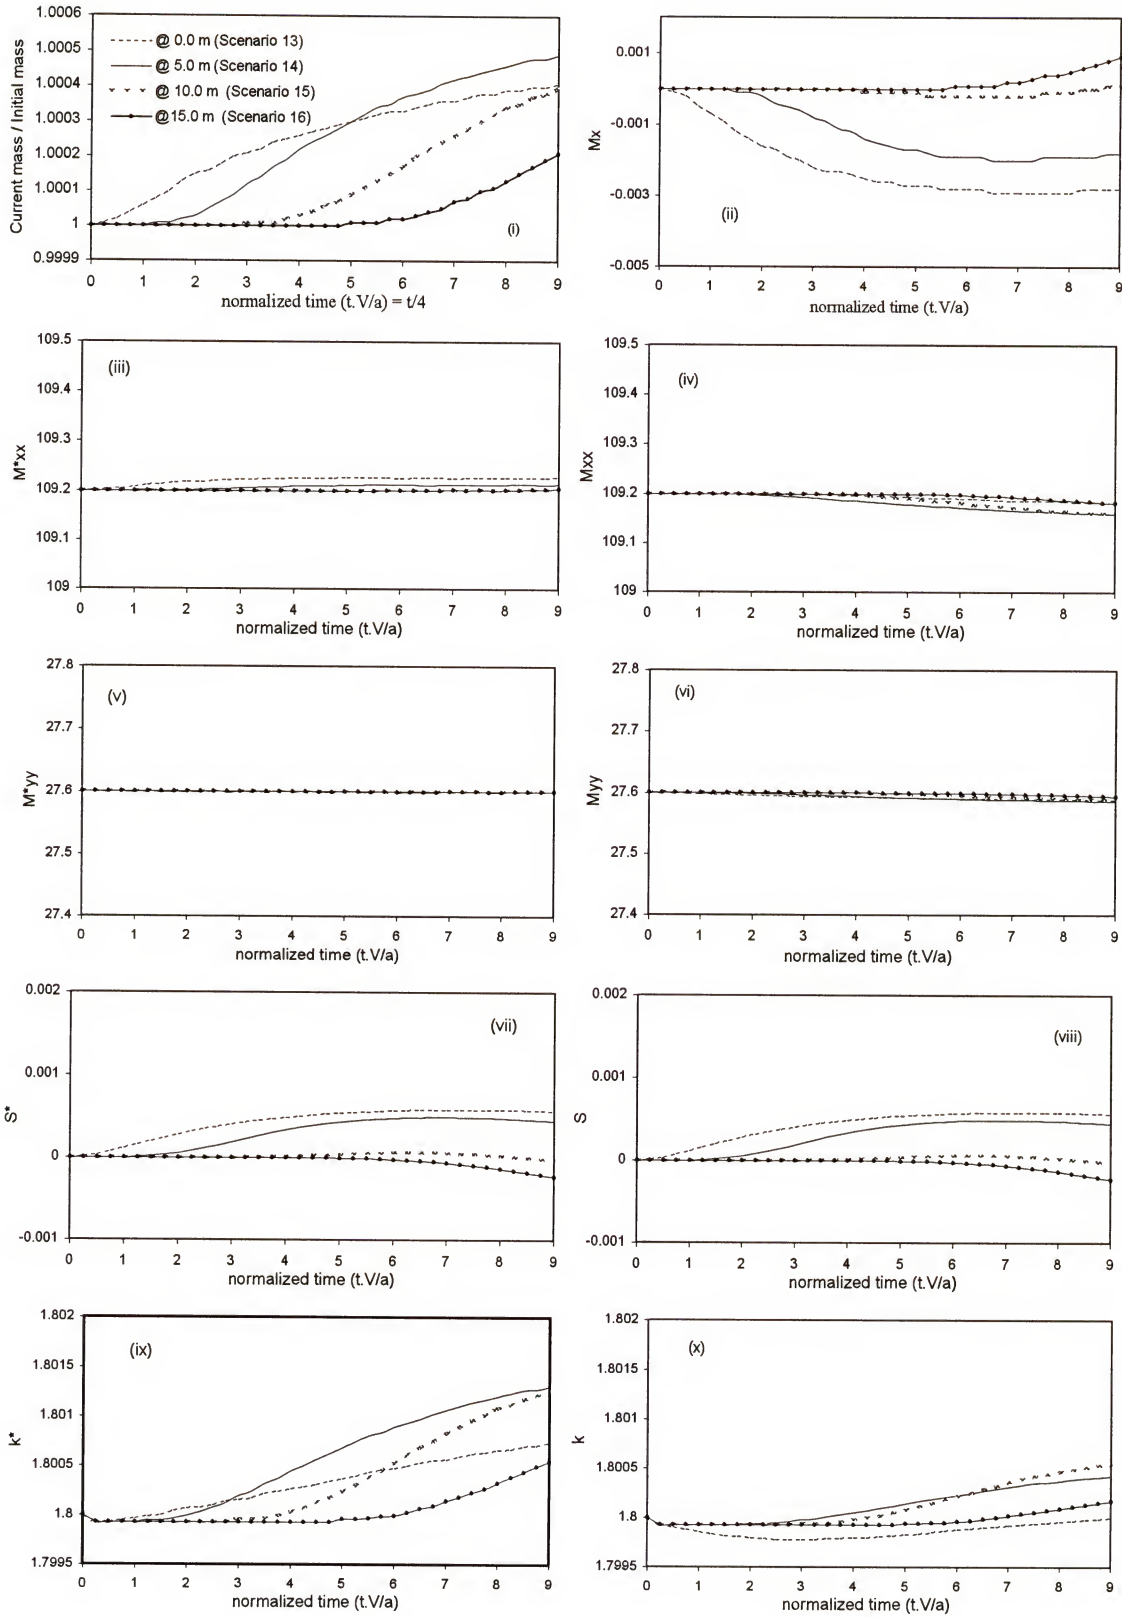 1.0006
1.0005
1.0004
1.0003
1.0002
1.0001
1
0.9999
Current mass / Initial mass
@ 0.0 m (Scenario 13)
@ 5.0 m (Scenario 14)
@ 10.0 m (Scenario 15)
@15.0 m (Scenario 16)
(i)
0 1 2 3 4 5 6 7 8 9
normalized time (t.V/a) = t/4
0.001
-0.001
-0.003
-0.005
Mx
(ii)
0 1 2 3 4 5 6 7 8 9
normalized time (t.V/a)
109.5
109.4
109.3
109.2
109.1
109
M*xx
(iii)
0 1 2 3 4 5 6 7 8 9
normalized time (t.V/a)
109.5
109.4
109.3
109.2
109.1
109
Mxx
(iv)
0 1 2 3 4 5 6 7 8 9
normalized time (t.V/a)
27.8
27.7
27.6
27.5
27.4
M*yy
(v)
0 1 2 3 4 5 6 7 8 9
normalized time (t.V/a)
27.8
27.7
27.6
27.5
27.4
Myy
(vi)
0 1 2 3 4 5 6 7 8 9
normalized time (t.V/a)
0.002
0.001
0
-0.001
S*
(vii)
0 1 2 3 4 5 6 7 8 9
normalized time (t.V/a)
0.002
0.001
0
-0.001
S
(viii)
0 1 2 3 4 5 6 7 8 9
normalized time (t.V/a)
1.802
1.8015
1.801
1.8005
1.8
1.7995
k*
(ix)
0 1 2 3 4 5 6 7 8 9
normalized time (t.V/a)
1.802
1.8015
1.801
1.8005
1.8
1.7995
k
(x)
0 1 2 3 4 5 6 7 8 9
normalized time (t.V/a)